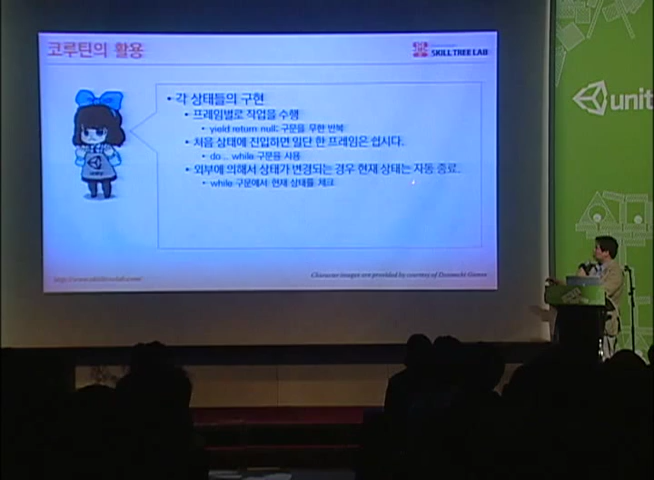 코루틴의 활용
SKILL TREE LAB
• 각 상태들의 구현
• 프레임별로 작업을 수행
• yield return null; 구문을 무한 반복
• 처음 상태에 진입하면 일단 한 프레임은 쉽시다.
• do .. while 구문을 사용
• 외부에 의해서 상태가 변경되는 경우 현재 상태는 자동 종료.
• while 구문에서 현재 상태를 체크
Character images are provided by courtesy of Games
unit